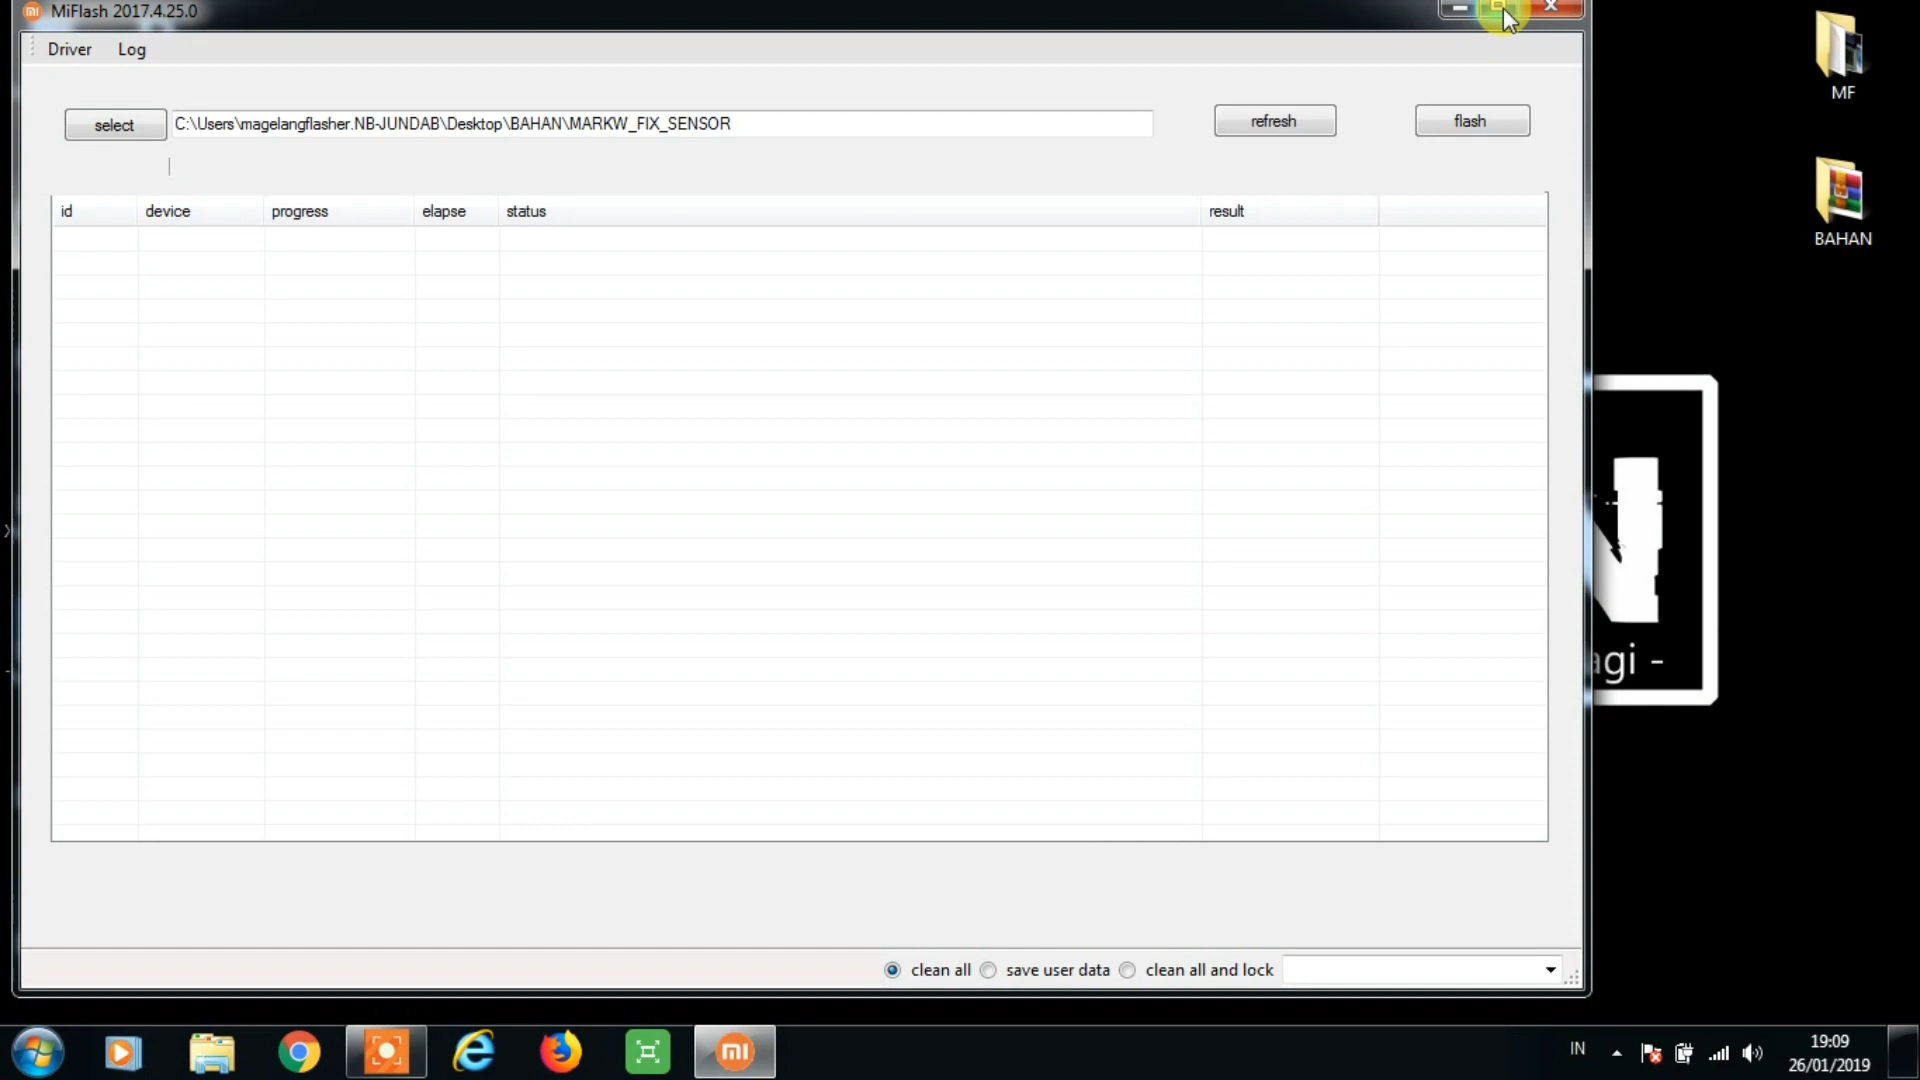 MiFlash 2017.4.25.0
Driver Log
select C:\Users\magelangflasher.NB-JUNDAB\Desktop\BAHAN\MARKW_FIX_SENSOR refresh flash
id device progress elapse status result
clean all save user data clean all and lock
MF
BAHAN
agi -
IN
19:09
26/01/2019